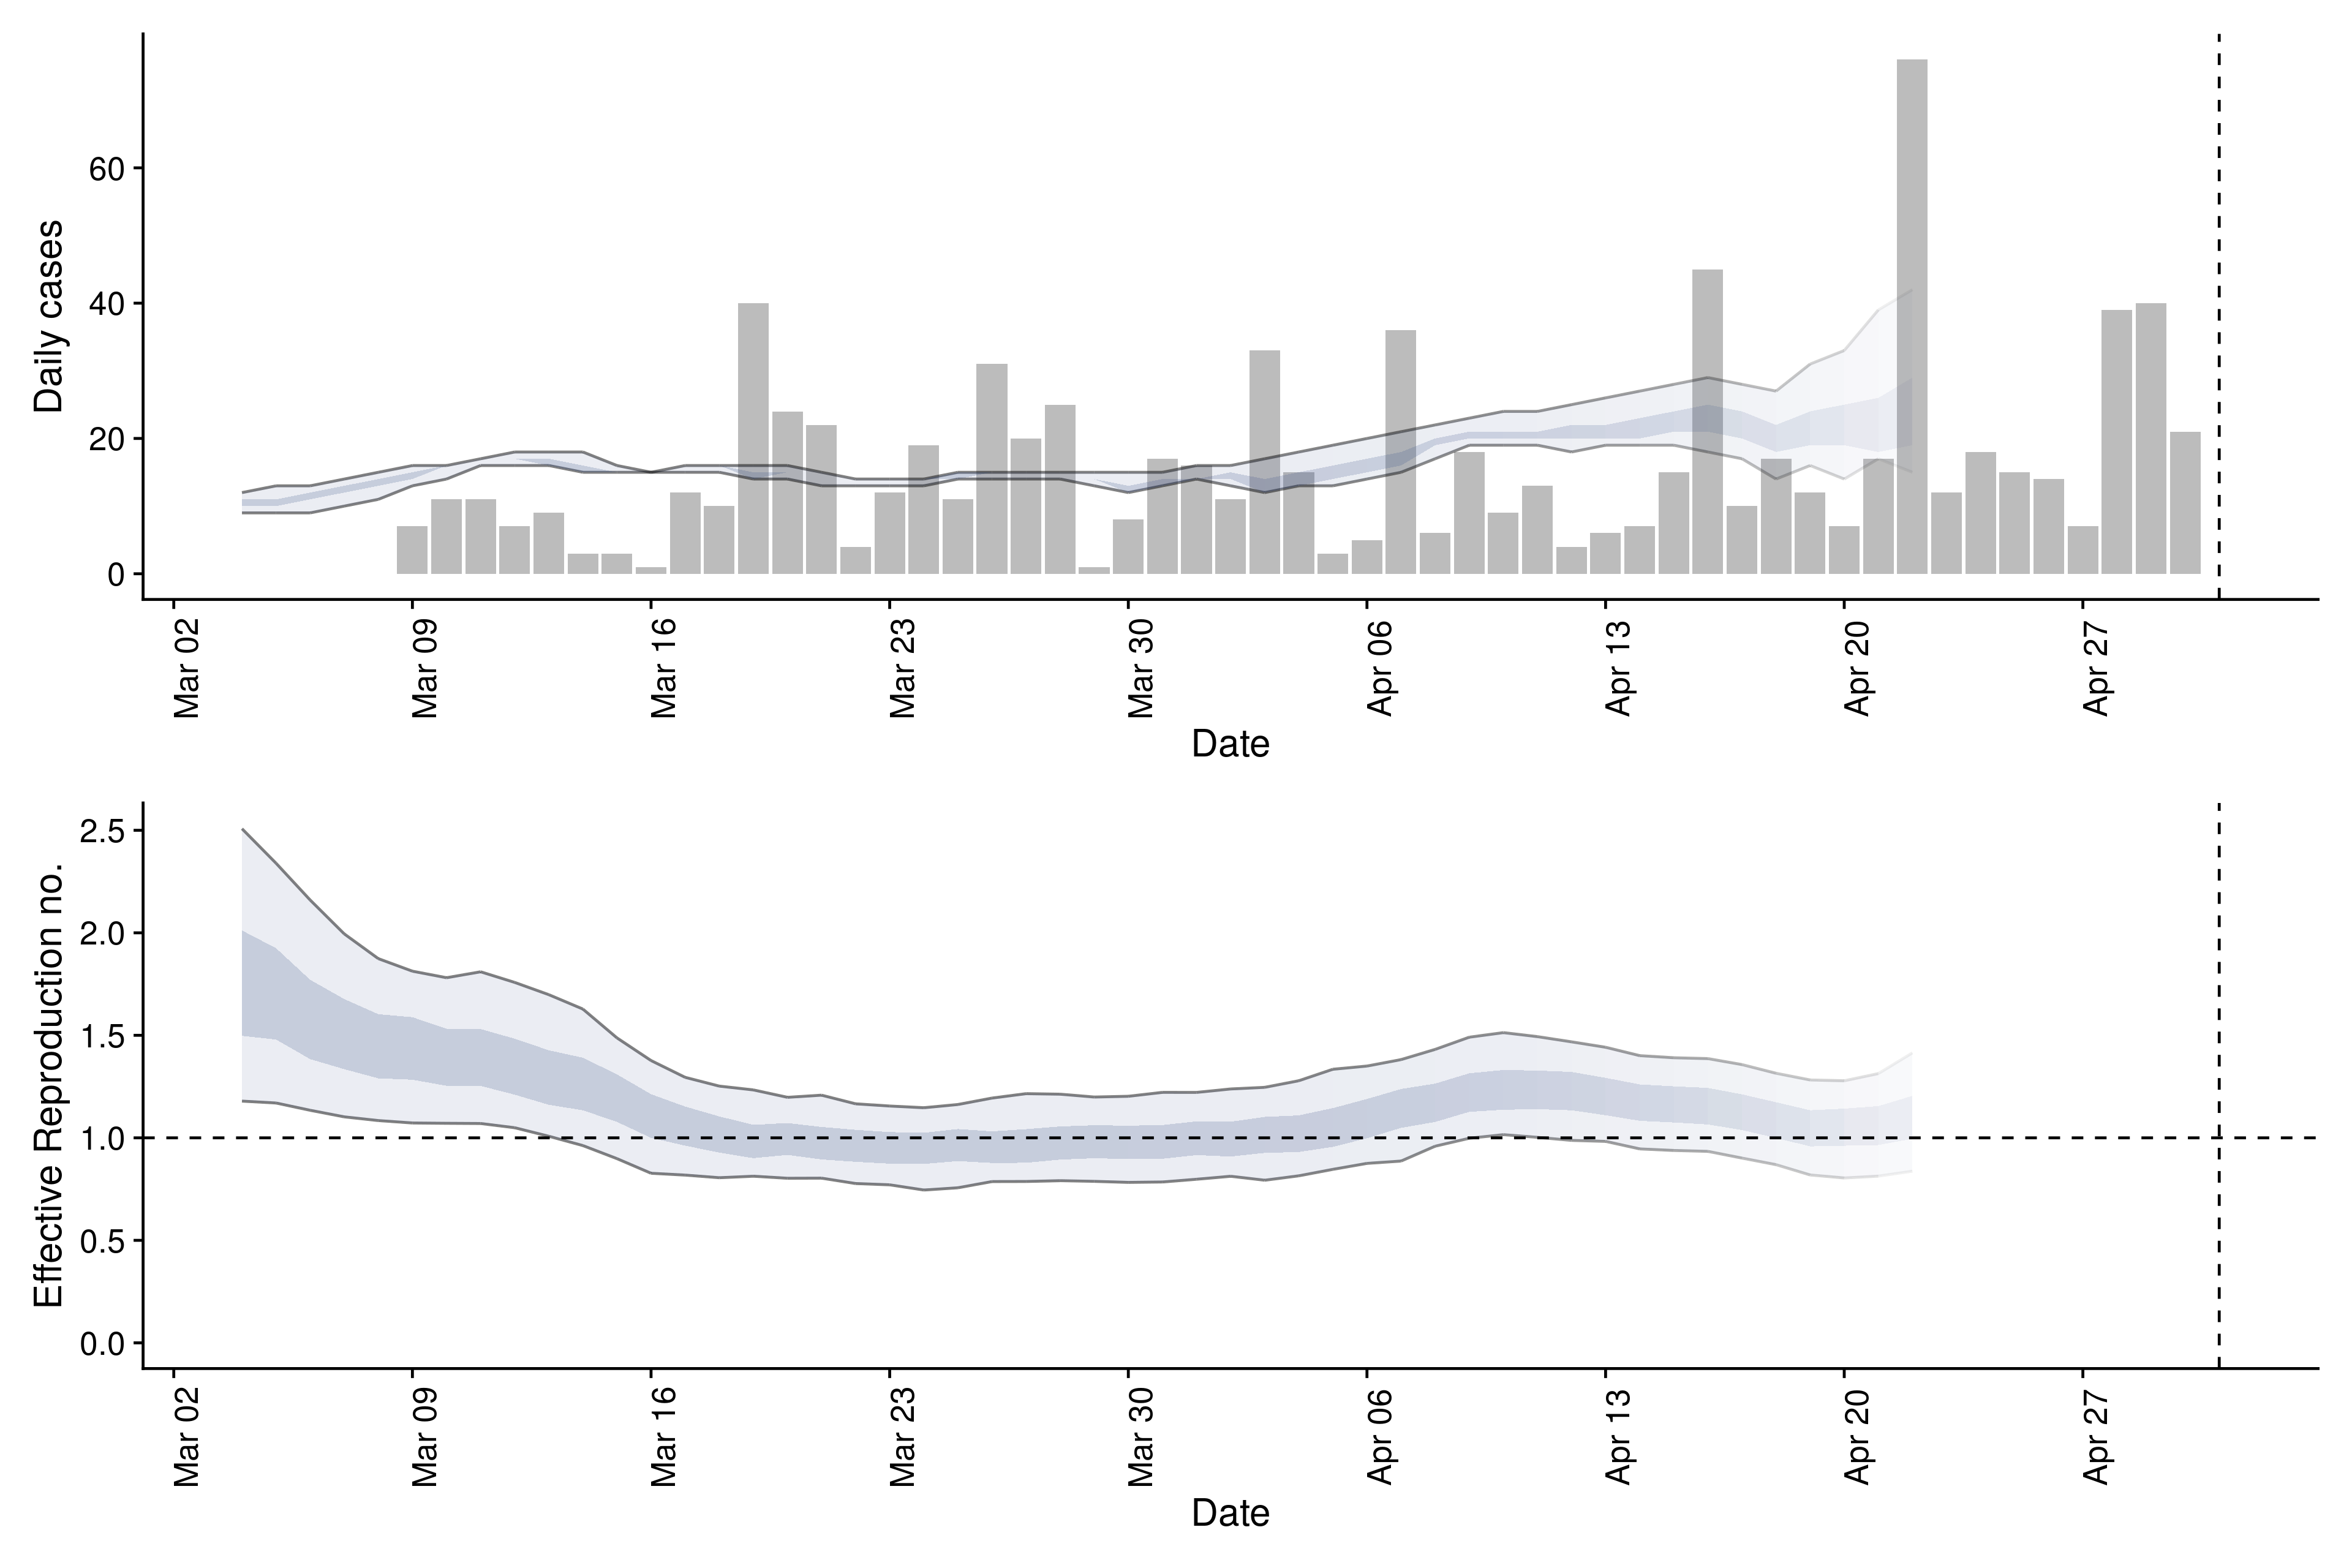 Daily cases
60
40
20
0
Mar 02
Mar 09
Mar 16
Mar 23
Mar 30
Apr 06
Apr 13
Apr 20
Apr 27
Date
Effective Reproduction no.
2.5
2.0
1.5
1.0
0.5
0.0
Mar 02
Mar 09
Mar 16
Mar 23
Mar 30
Apr 06
Apr 13
Apr 20
Apr 27
Date